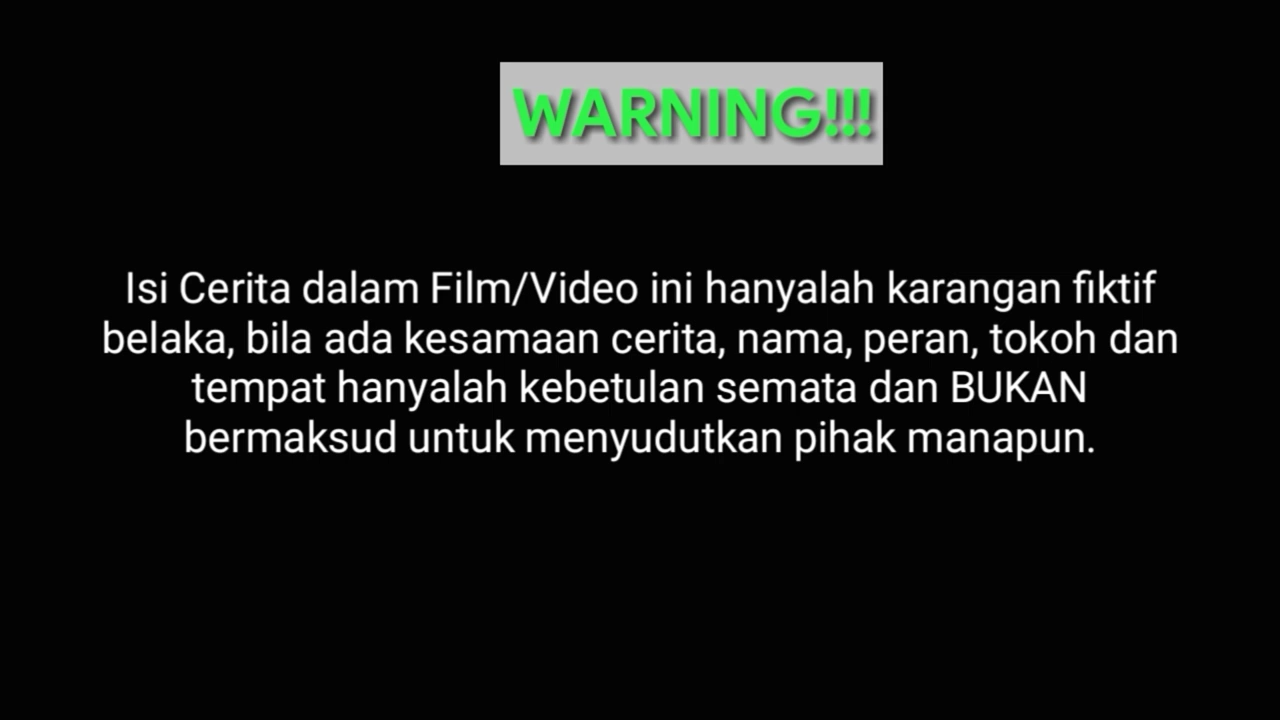 WARNING!!!
Isi Cerita dalam Film/Video ini hanyalah karangan fiktif
belaka, bila ada kesamaan cerita, nama, peran, tokoh dan
tempat hanyalah kebetulan semata dan BUKAN
bermaksud untuk menyudutkan pihak manapun.